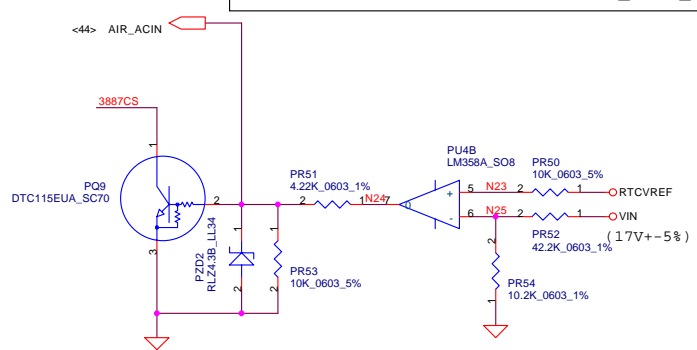 <44> AIR_ACIN
3887CS
1
PQ9
DTC115EUA_SC70
2
3
1
PZD2
RLZ4.3B_LL34
2
1
PR53
10K_0603_5%
2
PR51
4.22K_0603_1%
2
1
N24
7
0
PU4B
LM358A_SO8
+
-
5
N23
6
N25
PR50
10K_0603_5%
2
1
RTCVREF
2
1
VIN
PR52
42.2K_0603_1%
(17V+-5%)
2
PR54
10.2K_0603_1%
1